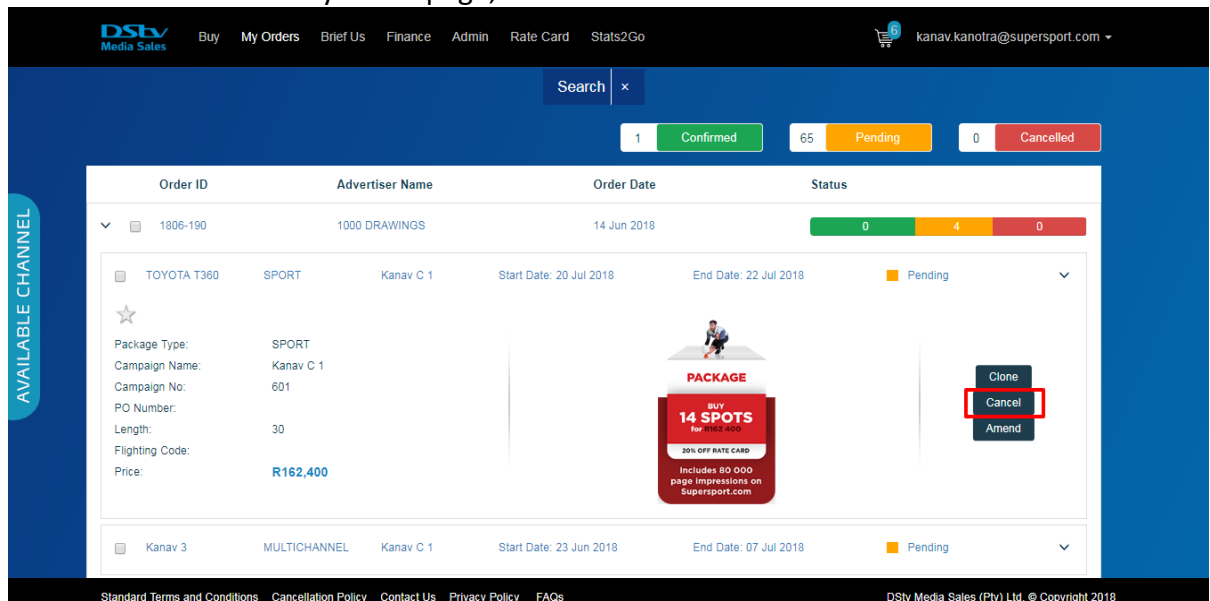 DStv
Media Sales
Buy My Orders Brief Us Finance Admin Rate Card Stats2Go
6
kanav.kanotra@supersport.com
Search ×
1 Confirmed 65 Pending 0 Cancelled
Order ID Advertiser Name Order Date Status
1806-190 1000 DRAWINGS 14 Jun 2018 0 4 0
AVAILABLE CHANNEL
TOYOTA T360 SPORT Kanav C 1 Start Date: 20 Jul 2018 End Date: 22 Jul 2018 Pending
Package Type: SPORT
Campaign Name: Kanav C 1
Campaign No: 601
PO Number:
Length: 30
Flighting Code:
Price: R162,400
PACKAGE
BUY
14 SPOTS
for R162 400
20% OFF RATE CARD
Includes 80 000
page impressions on
Supersport.com
Clone
Cancel
Amend
Kanav 3 MULTICHANNEL Kanav C 1 Start Date: 23 Jun 2018 End Date: 07 Jul 2018 Pending
Standard Terms and Conditions Cancellation Policy Contact Us Privacy Policy FAQs DStv Media Sales (Pty) Ltd. © Copyright 2018